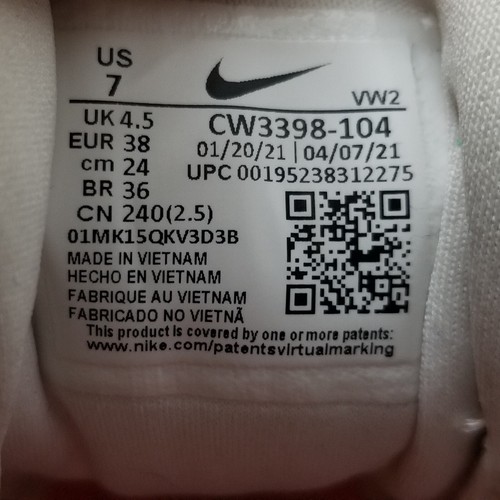 US
7
VW2
UK 4.5
EUR 38
cm 24
BR 36
CN 240(2.5)
CW3398-104
01/20/21 | 04/07/21
UPC 00195238312275
01MK15QKV3D3B
MADE IN VIETNAM
HECHO EN VIETNAM
FABRIQUE AU VIETNAM
FABRICADO NO VIETNÃ
This product is covered by one or more patents:
www.nike.com/patentsvirtualmarking